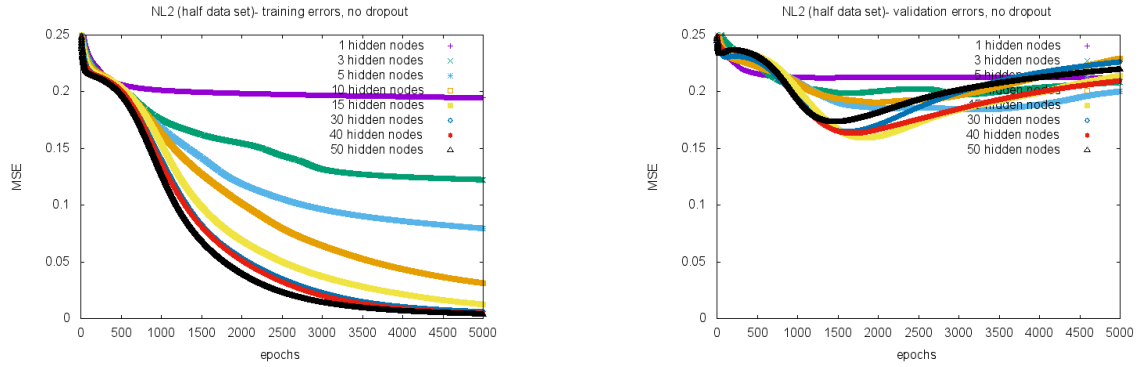 NL2 (half data set)- training errors, no dropout
MSE
0.25
0.2
0.15
0.1
0.05
0
1 hidden nodes
3 hidden nodes
5 hidden nodes
10 hidden nodes
15 hidden nodes
30 hidden nodes
40 hidden nodes
50 hidden nodes
0 500 1000 1500 2000 2500 3000 3500 4000 4500 5000
epochs
NL2 (half data set)- validation errors, no dropout
MSE
0.25
0.2
0.15
0.1
0.05
0
1 hidden nodes
3 hidden nodes
5 hidden nodes
10 hidden nodes
15 hidden nodes
30 hidden nodes
40 hidden nodes
50 hidden nodes
0 500 1000 1500 2000 2500 3000 3500 4000 4500 5000
epochs